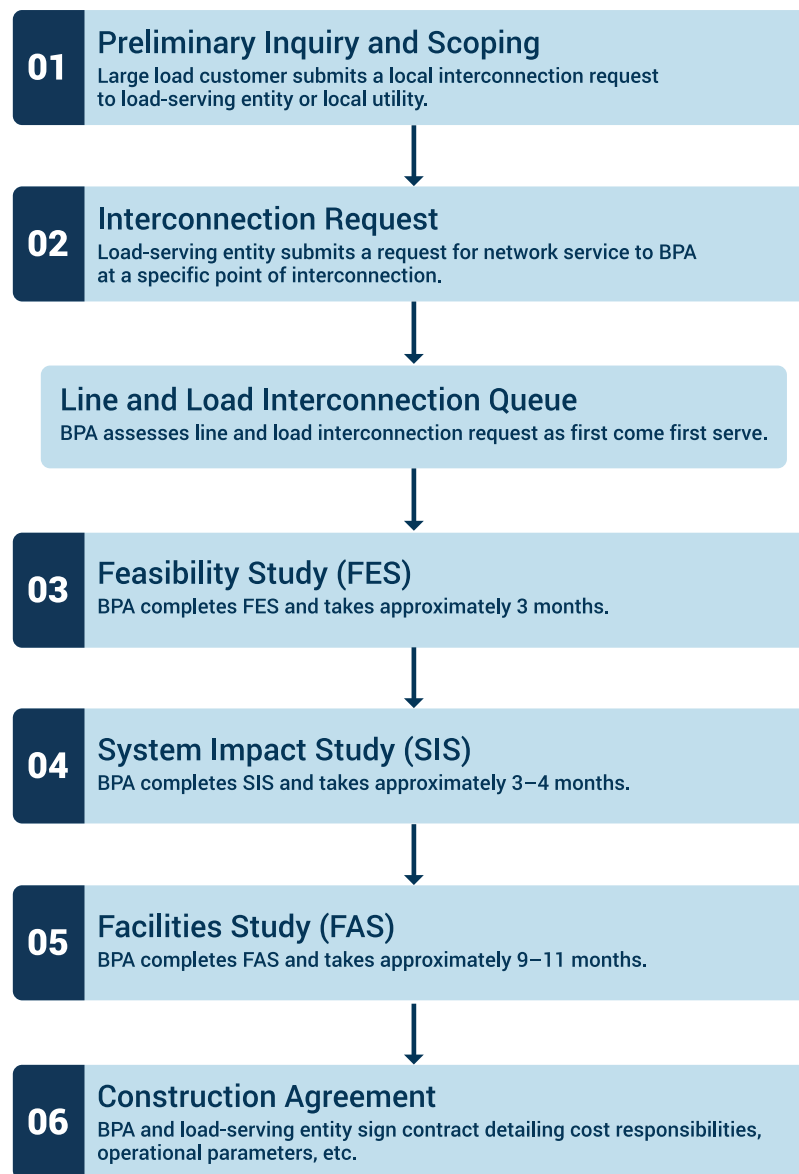 01
Preliminary Inquiry and Scoping
Large load customer submits a local interconnection request
to load-serving entity or local utility.
02
Interconnection Request
Load-serving entity submits a request for network service to BPA
at a specific point of interconnection.
Line and Load Interconnection Queue
BPA assesses line and load interconnection request as first come first serve.
03
Feasibility Study (FES)
BPA completes FES and takes approximately 3 months.
04
System Impact Study (SIS)
BPA completes SIS and takes approximately 3–4 months.
05
Facilities Study (FAS)
BPA completes FAS and takes approximately 9–11 months.
06
Construction Agreement
BPA and load-serving entity sign contract detailing cost responsibilities,
operational parameters, etc.